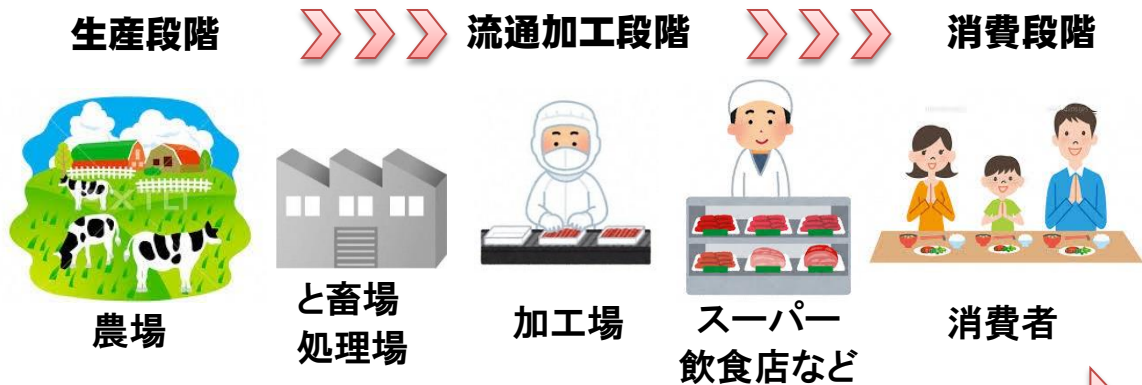 生産段階
流通加工段階
消費段階
農場
と畜場
処理場
加工場
スーパー
飲食店など
消費者